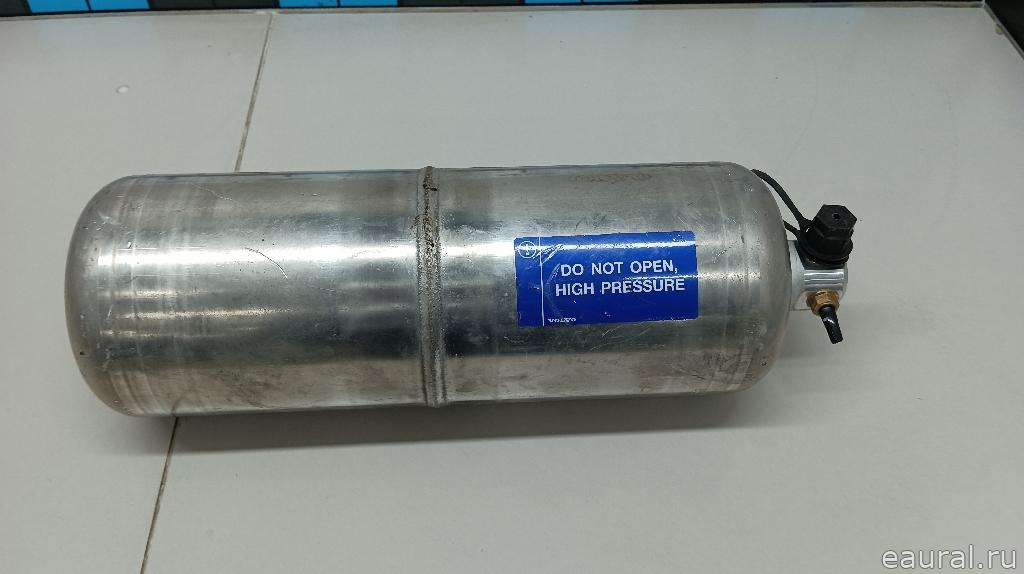 DO NOT OPEN,
HIGH PRESSURE
VOLVO
eaural.ru